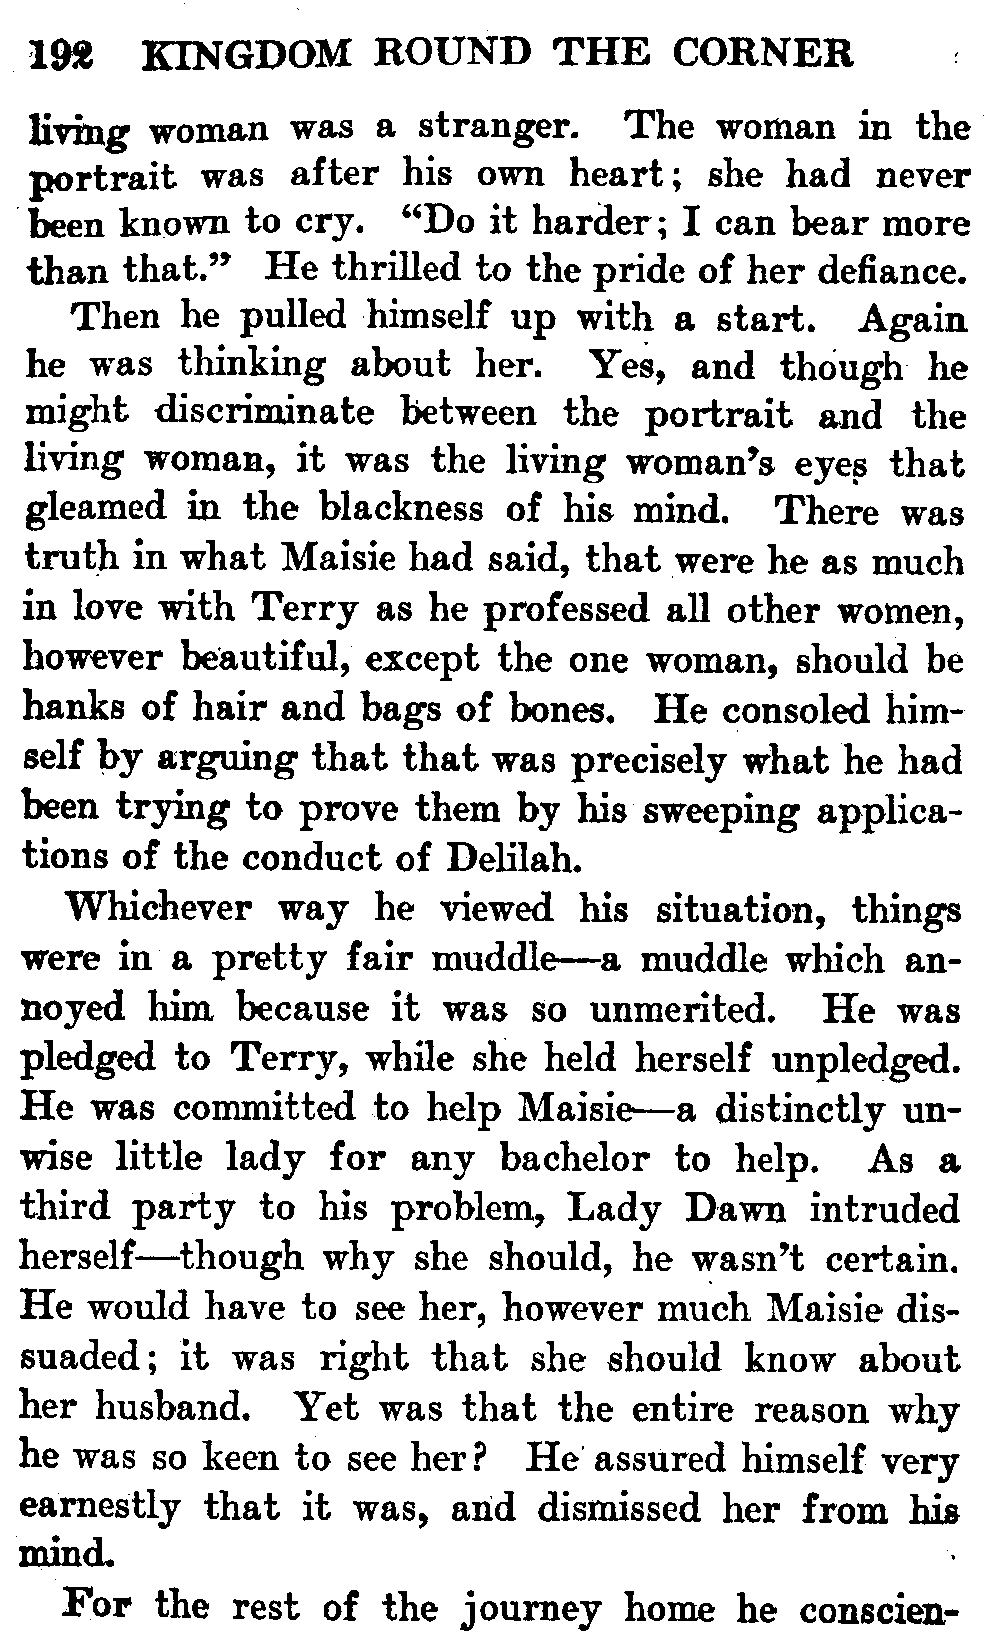 192 KINGDOM ROUND THE CORNER
living woman was a stranger. The woman in the
portrait was after his own heart; she had never
been known to cry. “Do it harder; I can bear more
than that.” He thrilled to the pride of her defiance.
Then he pulled himself up with a start. Again
he was thinking about her. Yes, and though he
might discriminate between the portrait and the
living woman, it was the living woman’s eyes that
gleamed in the blackness of his mind. There was
truth in what Maisie had said, that were he as much
in love with Terry as he professed all other women,
however beautiful, except the one woman, should be
hanks of hair and bags of bones. He consoled him-
self by arguing that that was precisely what he had
been trying to prove them by his sweeping applica-
tions of the conduct of Delilah.
Whichever way he viewed his situation, things
were in a pretty fair muddle—a muddle which an-
noyed him because it was so unmerited. He was
pledged to Terry, while she held herself unpledged.
He was committed to help Maisie—a distinctly un-
wise little lady for any bachelor to help. As a
third party to his problem, Lady Dawn intruded
herself—though why she should, he wasn’t certain.
He would have to see her, however much Maisie dis-
suaded; it was right that she should know about
her husband. Yet was that the entire reason why
he was so keen to see her? He assured himself very
earnestly that it was, and dismissed her from his
mind.
For the rest of the journey home he conscien-